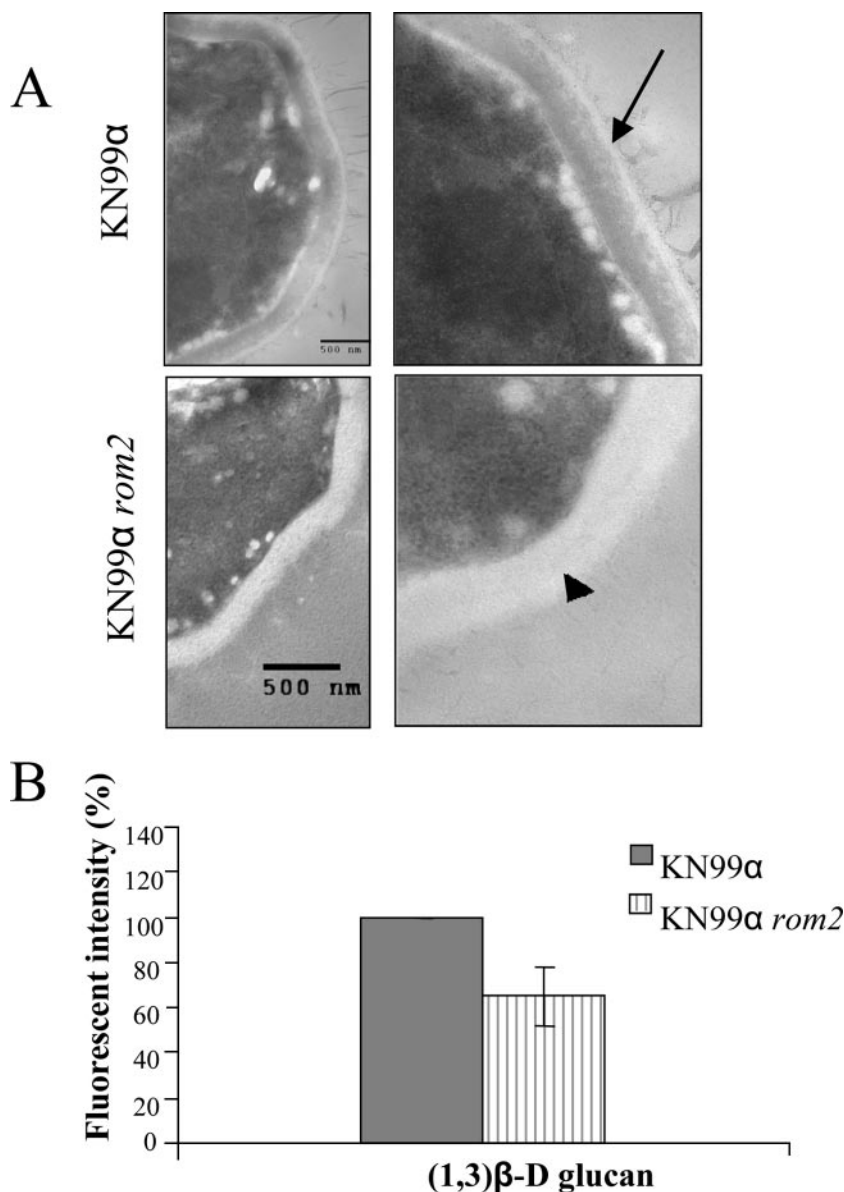 A
KN99α
500 nm
KN99α rom2
500 nm
B
Fluorescent intensity (%)
140
120
100
80
60
40
20
0
KN99α
KN99α rom2
(1,3)β-D glucan